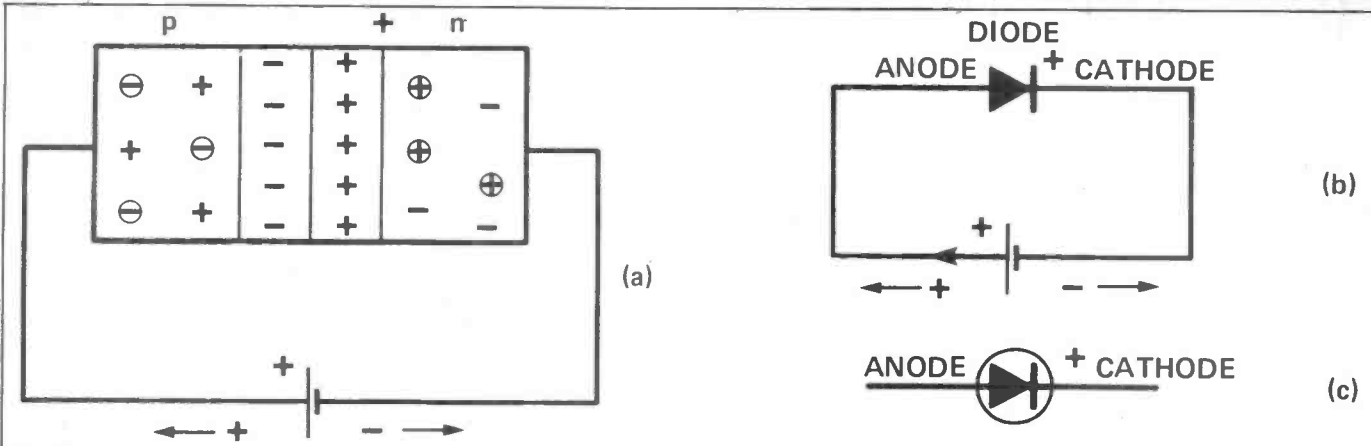 p + n
(a)
+
+ -
DIODE
ANODE + CATHODE
(b)
+
+ -
ANODE + CATHODE
(c)